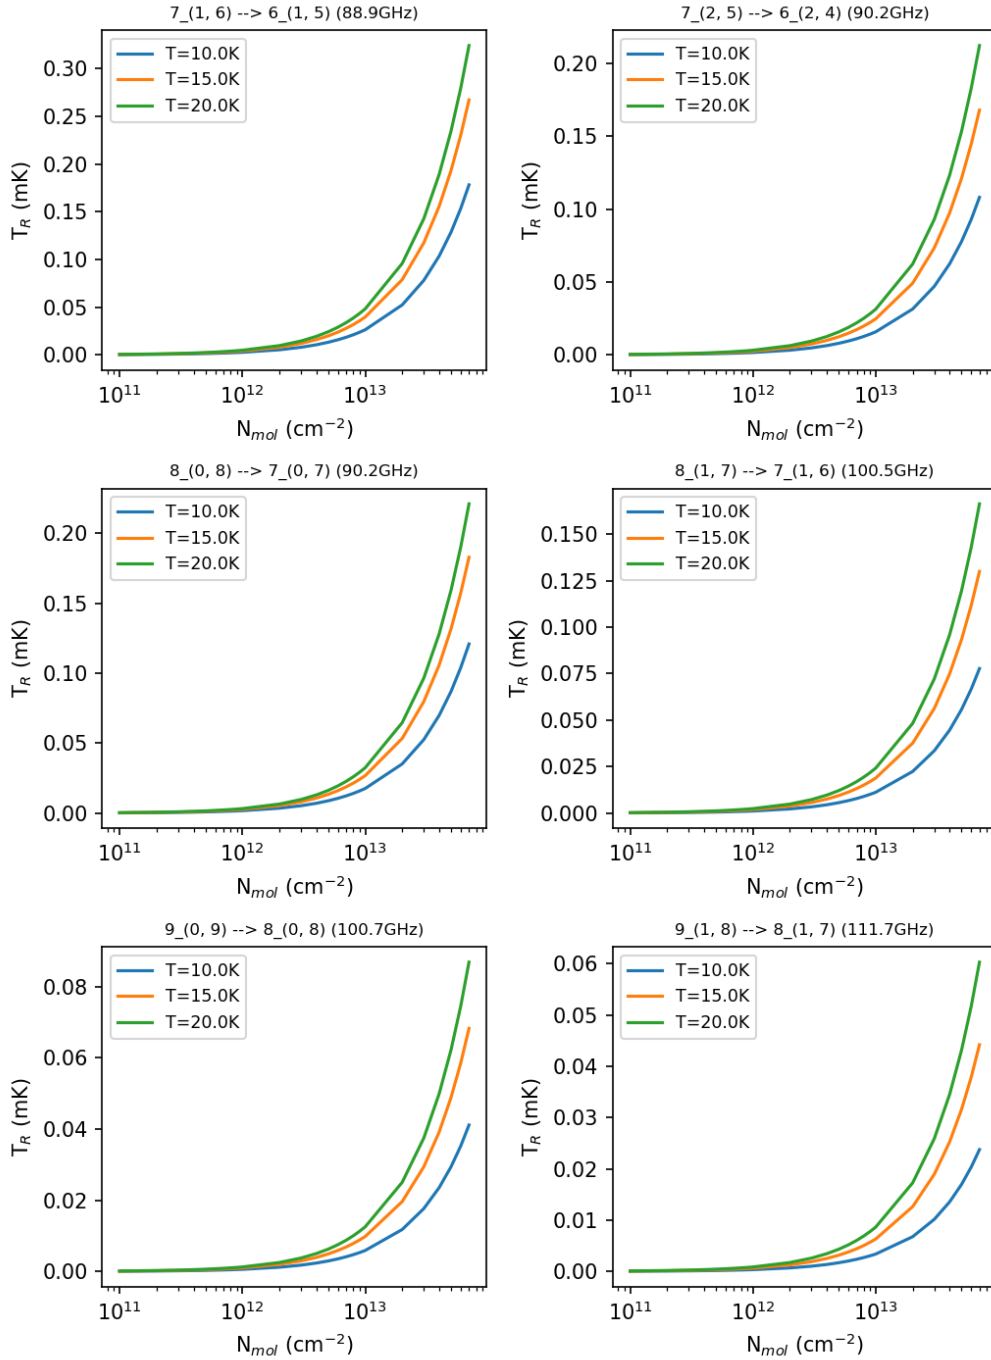 7_(1, 6) --> 6_(1, 5) (88.9GHz)
T=10.0K
T=15.0K
T=20.0K
0.30
0.25
0.20
0.15
0.10
0.05
0.00
T_R (mK)
10^11 10^12 10^13
N_mol (cm^−2)
7_(2, 5) --> 6_(2, 4) (90.2GHz)
T=10.0K
T=15.0K
T=20.0K
0.20
0.15
0.10
0.05
0.00
T_R (mK)
10^11 10^12 10^13
N_mol (cm^−2)
8_(0, 8) --> 7_(0, 7) (90.2GHz)
T=10.0K
T=15.0K
T=20.0K
0.20
0.15
0.10
0.05
0.00
T_R (mK)
10^11 10^12 10^13
N_mol (cm^−2)
8_(1, 7) --> 7_(1, 6) (100.5GHz)
T=10.0K
T=15.0K
T=20.0K
0.150
0.125
0.100
0.075
0.050
0.025
0.000
T_R (mK)
10^11 10^12 10^13
N_mol (cm^−2)
9_(0, 9) --> 8_(0, 8) (100.7GHz)
T=10.0K
T=15.0K
T=20.0K
0.08
0.06
0.04
0.02
0.00
T_R (mK)
10^11 10^12 10^13
N_mol (cm^−2)
9_(1, 8) --> 8_(1, 7) (111.7GHz)
T=10.0K
T=15.0K
T=20.0K
0.06
0.05
0.04
0.03
0.02
0.01
0.00
T_R (mK)
10^11 10^12 10^13
N_mol (cm^−2)